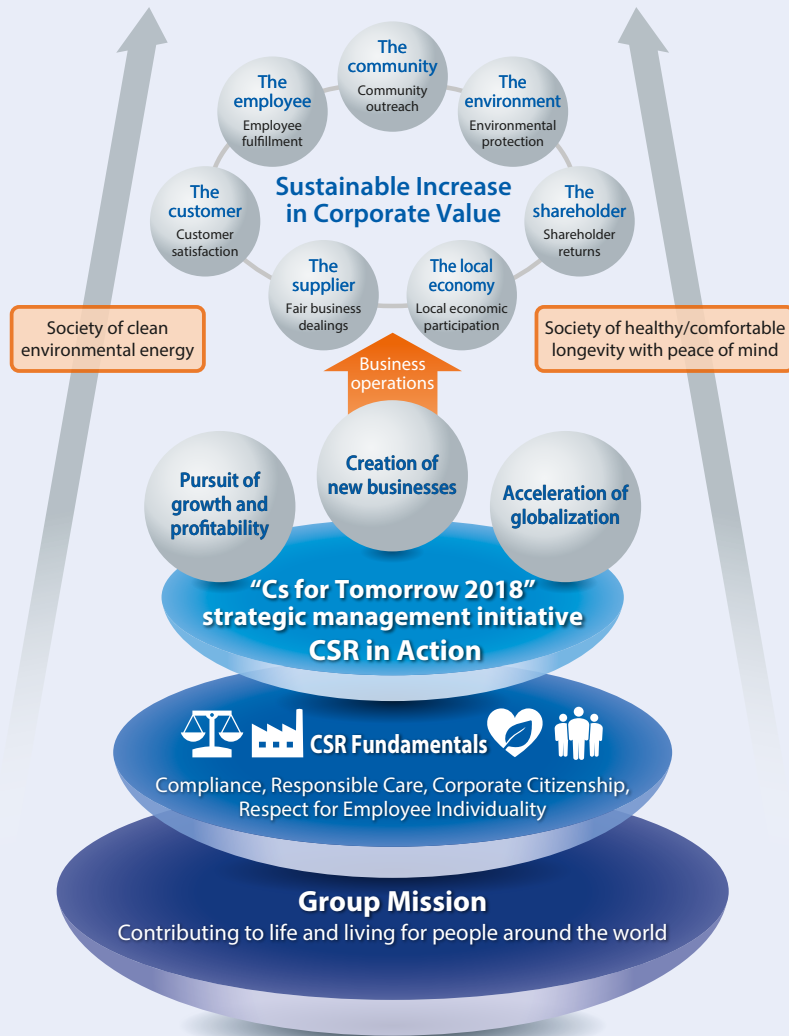 The
community
Community
outreach
The
employee
Employee
fulfillment
The
environment
Environmental
protection
The
customer
Customer
satisfaction
Sustainable Increase
in Corporate Value
The
shareholder
Shareholder
returns
The
supplier
Fair business
dealings
The local
economy
Local economic
participation
Society of clean
environmental energy
Society of healthy/comfortable
longevity with peace of mind
Business
operations
Pursuit of
growth and
profitability
Creation of
new businesses
Acceleration of
globalization
“Cs for Tomorrow 2018”
strategic management initiative
CSR in Action
CSR Fundamentals
Compliance, Responsible Care, Corporate Citizenship,
Respect for Employee Individuality
Group Mission
Contributing to life and living for people around the world